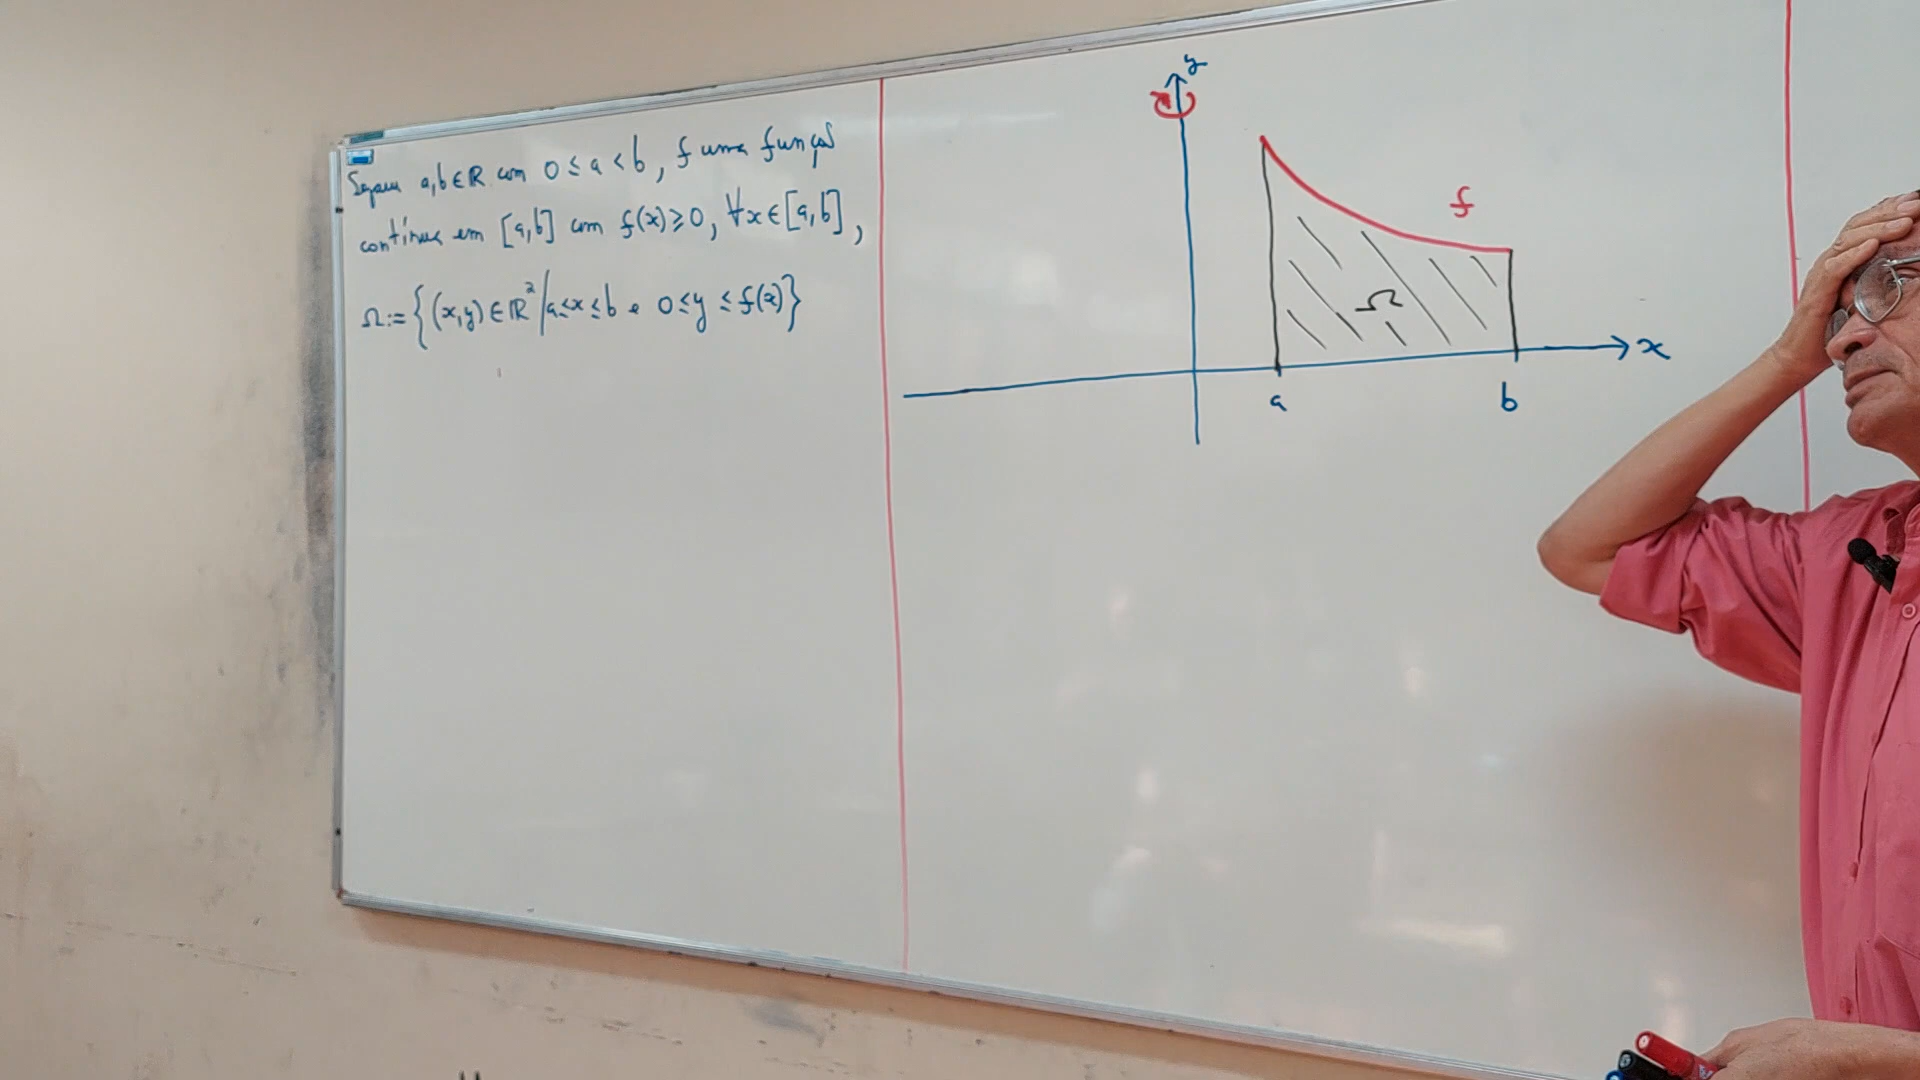 Sejam a,b ∈ ℝ com 0 ≤ a < b, f uma função
contínua em [a,b] com f(x) ≥ 0, ∀x ∈ [a,b],
Ω := {(x,y) ∈ ℝ² / a ≤ x ≤ b e 0 ≤ y ≤ f(x)}
y
f
Ω
x
a
b